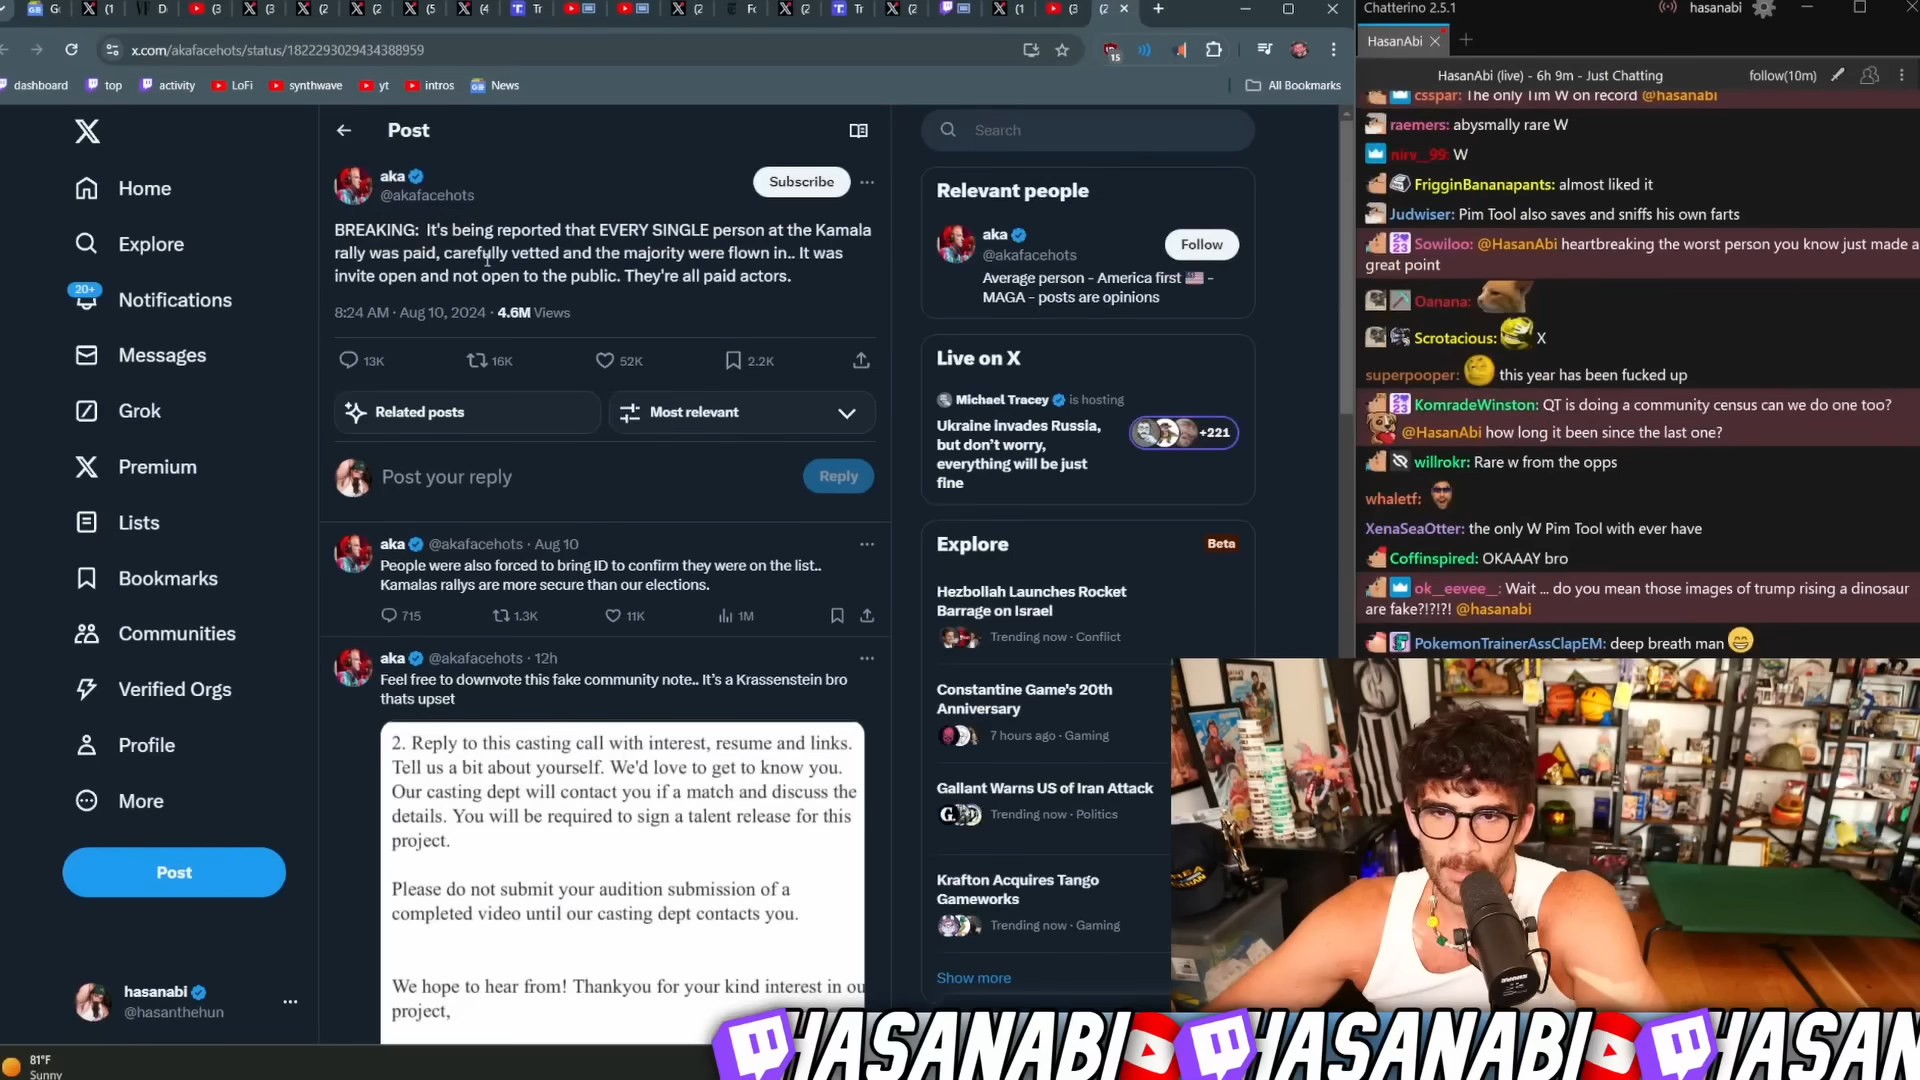 dashboard
top
activity
LoFi
synthwave
yt
intros
News
All Bookmarks
x.com/akafacehots/status/1822293029434388959
15
Home
Explore
20+
Notifications
Messages
Grok
Premium
Lists
Bookmarks
Communities
Verified Orgs
Profile
More
Post
hasanabi
@hasanthehun
81°F
Sunny
Post
aka
@akafacehots
Subscribe
BREAKING: It's being reported that EVERY SINGLE person at the Kamala
rally was paid, carefully vetted and the majority were flown in.. It was
invite open and not open to the public. They're all paid actors.
8:24 AM · Aug 10, 2024 · 4.6M Views
13K
16K
52K
2.2K
Related posts
Most relevant
Post your reply
Reply
aka @akafacehots · Aug 10
People were also forced to bring ID to confirm they were on the list..
Kamalas rallys are more secure than our elections.
715
1.3K
11K
1M
aka @akafacehots · 12h
Feel free to downvote this fake community note.. It's a Krassenstein bro
thats upset
2. Reply to this casting call with interest, resume and links.
Tell us a bit about yourself. We'd love to get to know you.
Our casting dept will contact you if a match and discuss the
details. You will be required to sign a talent release for this
project.
Please do not submit your audition submission of a
completed video until our casting dept contacts you.
We hope to hear from! Thankyou for your kind interest in ou
project,
Search
Relevant people
aka
@akafacehots
Follow
Average person - America first -
MAGA - posts are opinions
Live on X
Michael Tracey is hosting
Ukraine invades Russia,
but don't worry,
everything will be just
fine
+221
Explore
Beta
Hezbollah Launches Rocket
Barrage on Israel
Trending now · Conflict
Constantine Game's 20th
Anniversary
7 hours ago · Gaming
Gallant Warns US of Iran Attack
Trending now · Politics
Krafton Acquires Tango
Gameworks
Trending now · Gaming
Show more
Chatterino 2.5.1
hasanabi
HasanAbi
HasanAbi (live) - 6h 9m - Just Chatting
follow(10m)
csspar: The only Tim W on record @hasanabi
raemers: abysmally rare W
nirv__99: W
FrigginBananapants: almost liked it
Judwiser: Pim Tool also saves and sniffs his own farts
Sowiloo: @HasanAbi heartbreaking the worst person you know just made a
great point
Oanana:
Scrotacious: X
superpooper: this year has been fucked up
KomradeWinston: QT is doing a community census can we do one too?
@HasanAbi how long it been since the last one?
willrokr: Rare w from the opps
whaletf:
XenaSeaOtter: the only W Pim Tool with ever have
Coffinspired: OKAAAY bro
ok__eevee__: Wait ... do you mean those images of trump rising a dinosaur
are fake?!?!?! @hasanabi
PokemonTrainerAssClapEM: deep breath man
HASANABI
HASANABI
HASAN